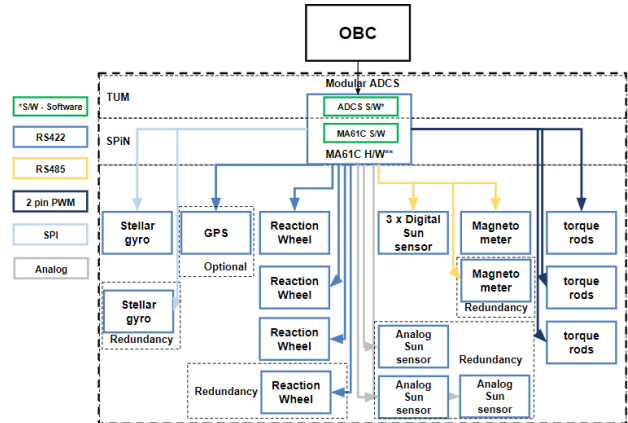 OBC
Modular ADCS
TUM
ADCS S/W*
SPiN
MA61C S/W
MA61C H/W**
*S/W - Software
RS422
RS485
2 pin PWM
SPI
Analog
Stellar
gyro
GPS
Optional
Reaction
Wheel
3 x Digital
Sun
sensor
Magneto
meter
torque
rods
Stellar
gyro
Redundancy
Reaction
Wheel
Magneto
meter
Redundancy
torque
rods
Reaction
Wheel
Analog
Sun
sensor
Redundancy
torque
rods
Redundancy
Reaction
Wheel
Analog
Sun
sensor
Analog
Sun
sensor